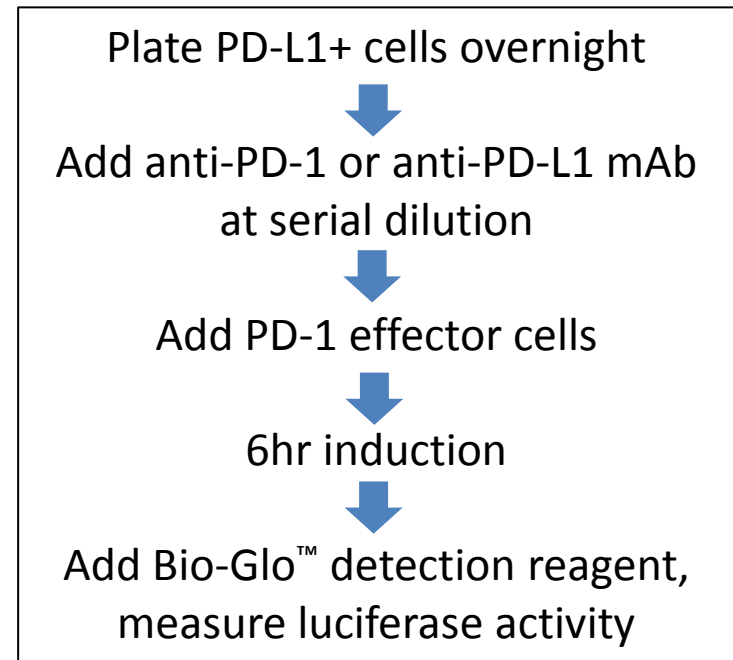 Plate PD-L1+ cells overnight
Add anti-PD-1 or anti-PD-L1 mAb
at serial dilution
Add PD-1 effector cells
6hr induction
Add Bio-Glo™ detection reagent,
measure luciferase activity